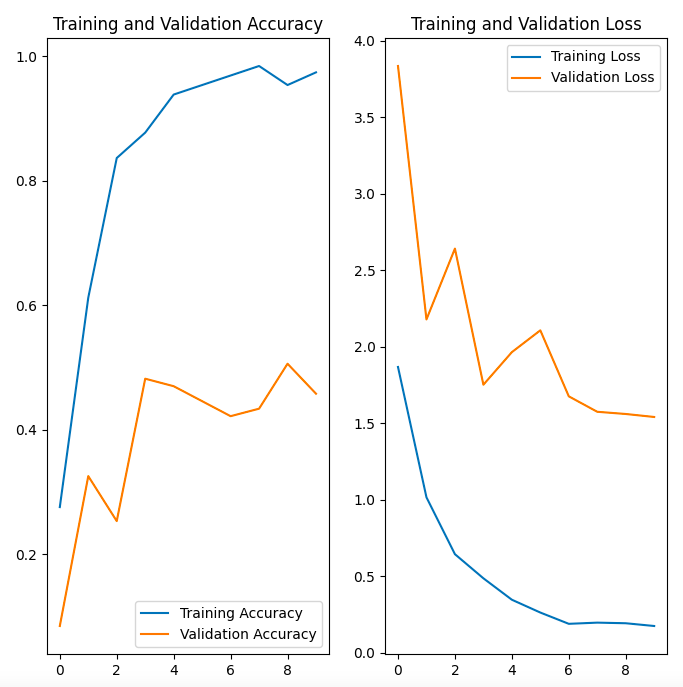 Training and Validation Accuracy
1.0
0.8
0.6
0.4
0.2
0 2 4 6 8
Training Accuracy
Validation Accuracy
Training and Validation Loss
4.0
3.5
3.0
2.5
2.0
1.5
1.0
0.5
0.0
0 2 4 6 8
Training Loss
Validation Loss